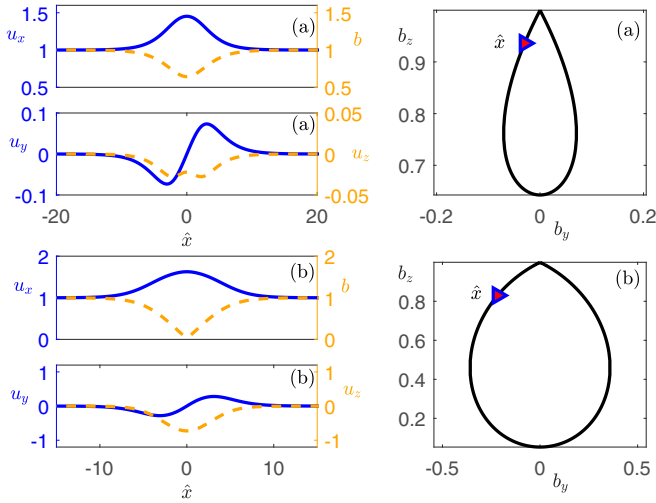 1.5 (a) 1.5
u_x b
1 1
0.5 0.5
0.1 (a) 0.05
u_y 0 0 u_z
-0.1 -0.05
-20 0 20
x̂
(a)
b_z
x̂
0.9
0.8
0.7
-0.2 0 0.2
b_y
2 2
u_x (b) b
1 1
0 0
1 (b) 1
u_y 0 0 u_z
-1 -1
-10 0 10
x̂
(b)
b_z
x̂
0.8
0.6
0.4
0.2
-0.5 0 0.5
b_y